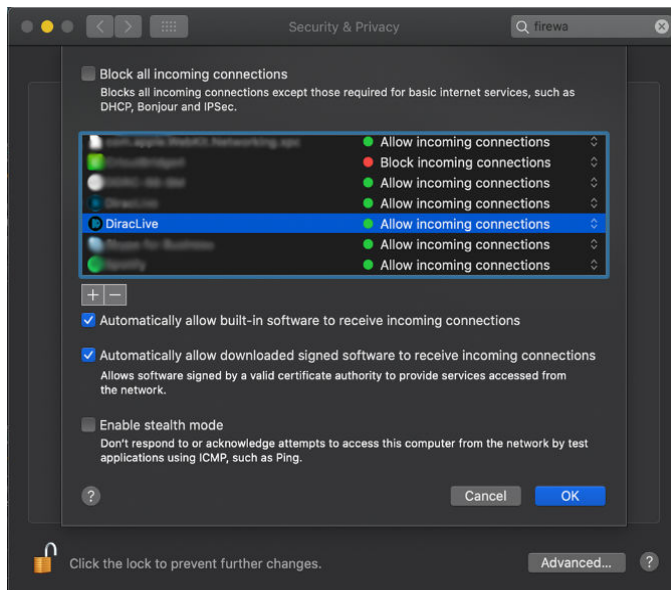 Security & Privacy
firewa
Block all incoming connections
Blocks all incoming connections except those required for basic internet services, such as
DHCP, Bonjour and IPSec.
Allow incoming connections
Block incoming connections
Allow incoming connections
Allow incoming connections
DiracLive Allow incoming connections
Allow incoming connections
Allow incoming connections
+ −
Automatically allow built-in software to receive incoming connections
Automatically allow downloaded signed software to receive incoming connections
Allows software signed by a valid certificate authority to provide services accessed from
the network.
Enable stealth mode
Don't respond to or acknowledge attempts to access this computer from the network by test
applications using ICMP, such as Ping.
? Cancel OK
Click the lock to prevent further changes. Advanced... ?